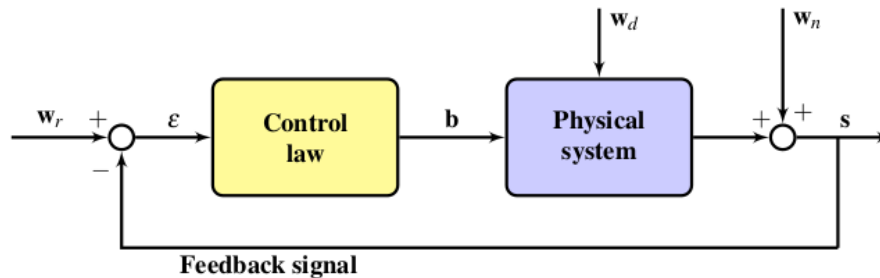 w_d
w_n
w_r
+
ε
Control
law
b
Physical
system
+
+
s
−
Feedback signal